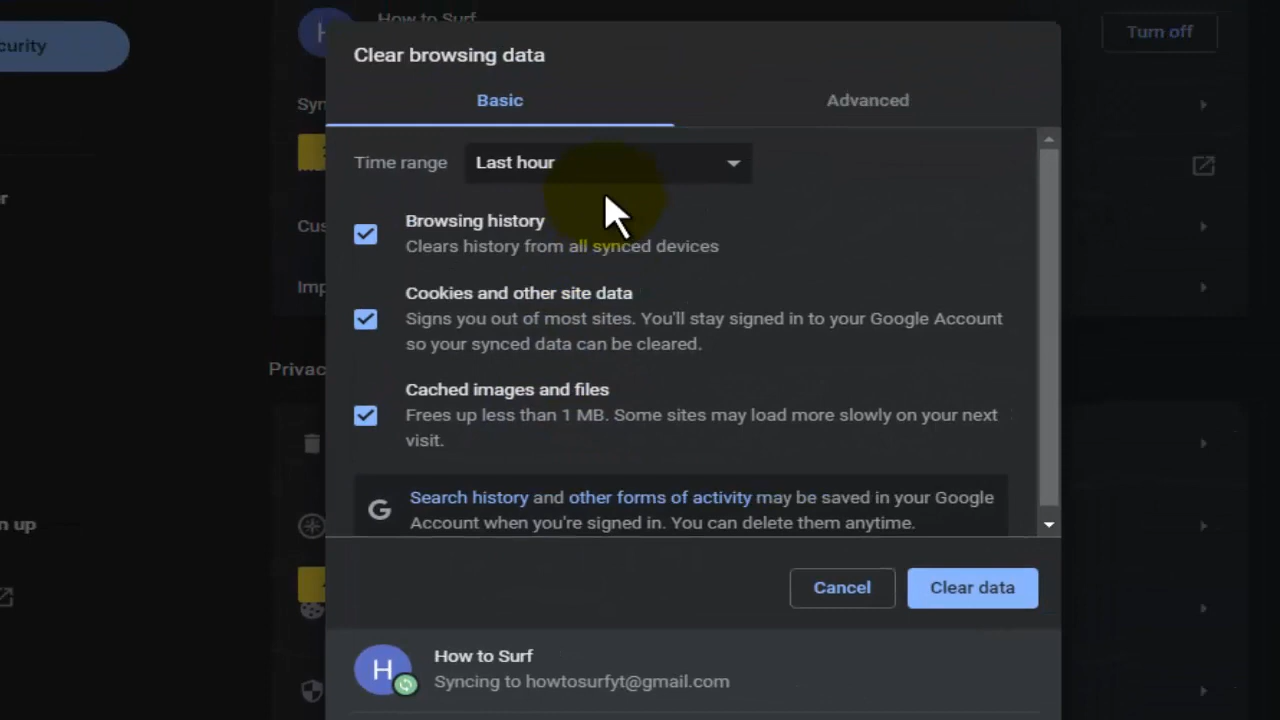 How to Surf
curity
Turn off
Clear browsing data
Basic
Advanced
Syn
Time range
Last hour
Browsing history
Clears history from all synced devices
Cus
Cookies and other site data
Signs you out of most sites. You'll stay signed in to your Google Account
so your synced data can be cleared.
Imp
Privac
Cached images and files
Frees up less than 1 MB. Some sites may load more slowly on your next
visit.
Search history and other forms of activity may be saved in your Google
Account when you're signed in. You can delete them anytime.
n up
Cancel
Clear data
H
How to Surf
Syncing to howtosurfyt@gmail.com